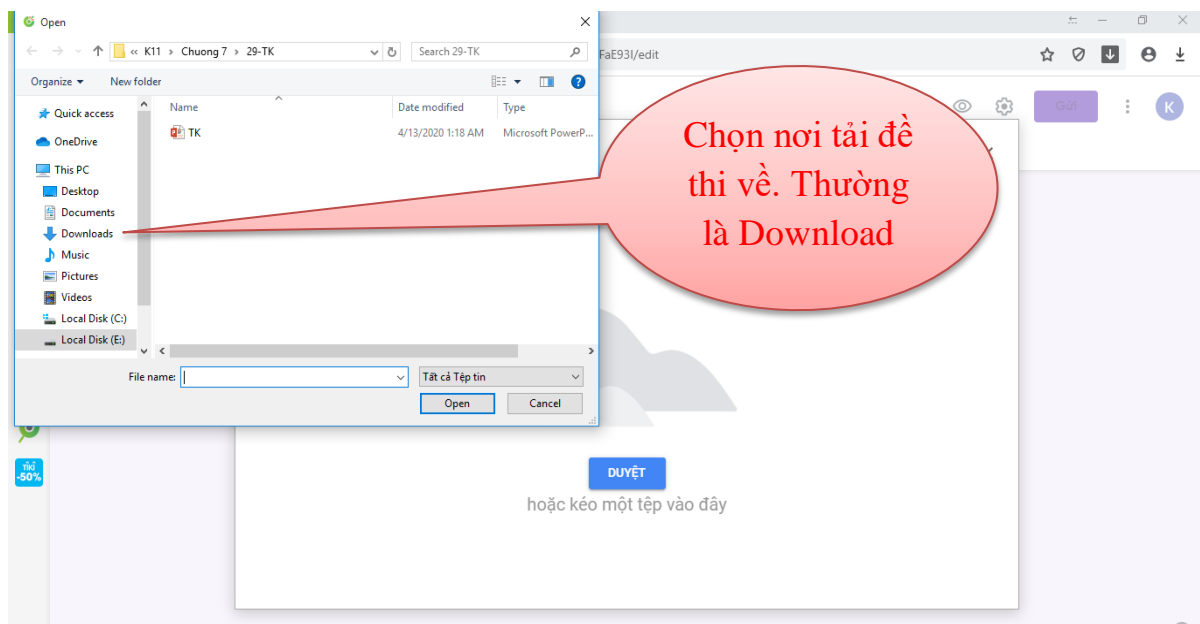 Open
« K11 › Chuong 7 › 29-TK
Search 29-TK
FaE93I/edit
Organize
New folder
Gửi
K
Quick access
OneDrive
This PC
Desktop
Documents
Downloads
Music
Pictures
Videos
Local Disk (C:)
Local Disk (E:)
Name
Date modified
Type
TK
4/13/2020 1:18 AM
Microsoft PowerP...
Chọn nơi tải đề
thi về. Thường
là Download
File name:
Tất cả Tệp tin
Open
Cancel
TIKI
-50%
DUYỆT
hoặc kéo một tệp vào đây